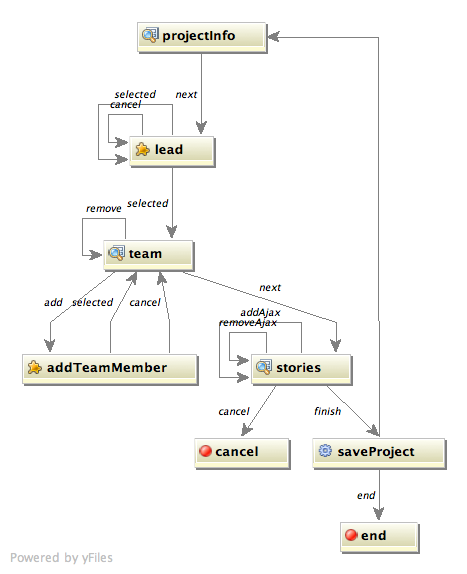 projectInfo
selected
cancel
next
lead
selected
remove
team
next
add
selected
cancel
addAjax
removeAjax
addTeamMember
stories
cancel
finish
cancel
saveProject
end
end
Powered by yFiles